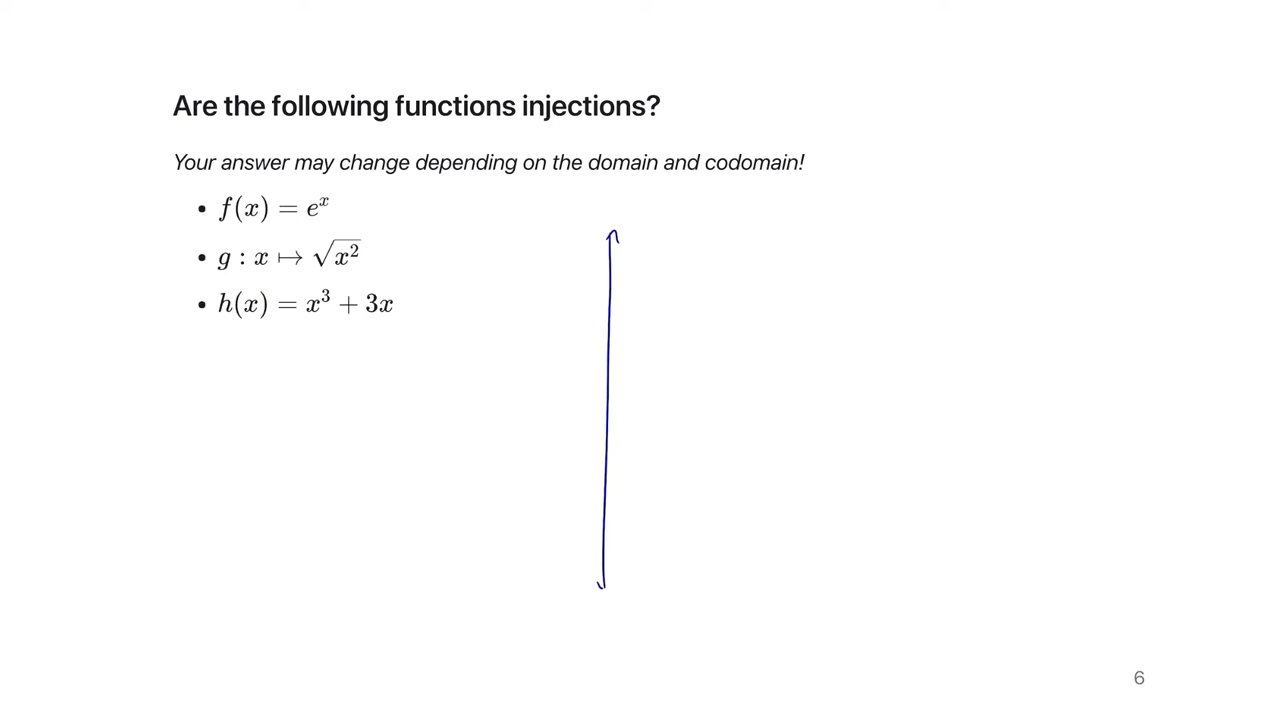 Are the following functions injections?
Your answer may change depending on the domain and codomain!
• f(x) = eˣ
• g : x ↦ √x²
• h(x) = x³ + 3x
6